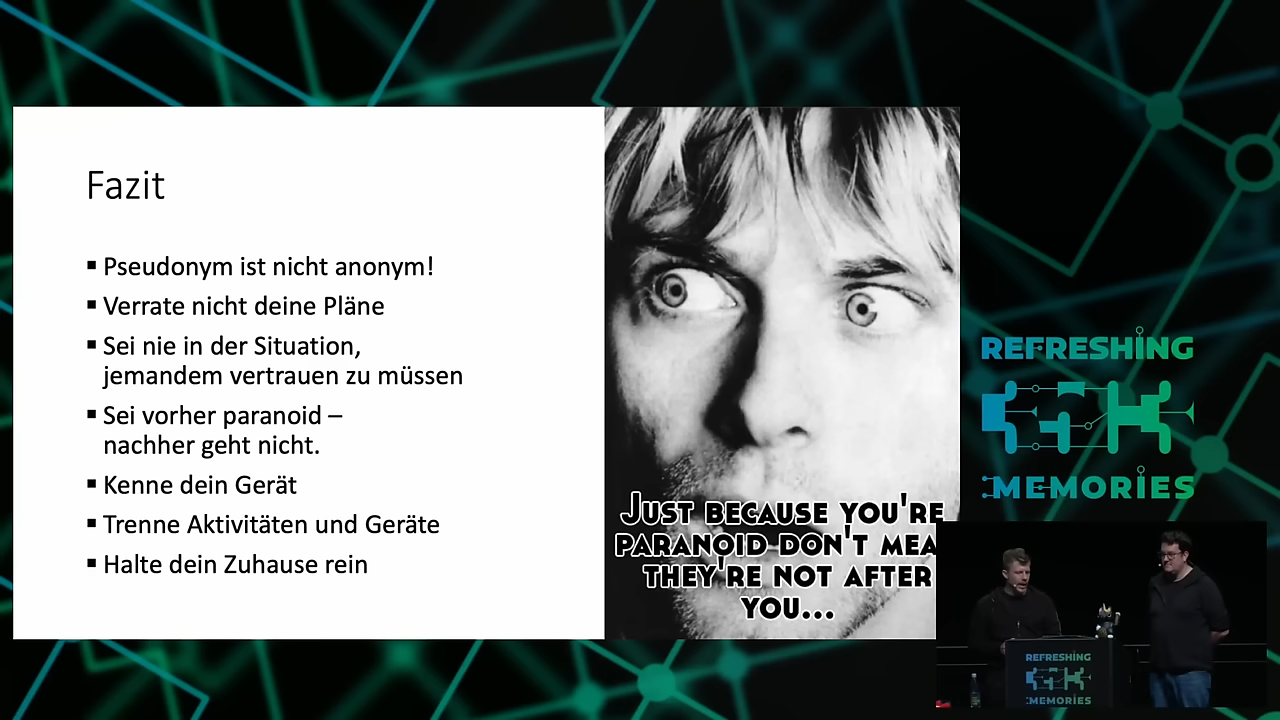 Fazit
▪ Pseudonym ist nicht anonym!
▪ Verrate nicht deine Pläne
▪ Sei nie in der Situation,
jemandem vertrauen zu müssen
▪ Sei vorher paranoid –
nachher geht nicht.
▪ Kenne dein Gerät
▪ Trenne Aktivitäten und Geräte
▪ Halte dein Zuhause rein
JUST BECAUSE YOU'RE
PARANOID DON'T MEA
THEY'RE NOT AFTER
YOU...
REFRESHING
MEMORIES
REFRESHING
MEMORIES